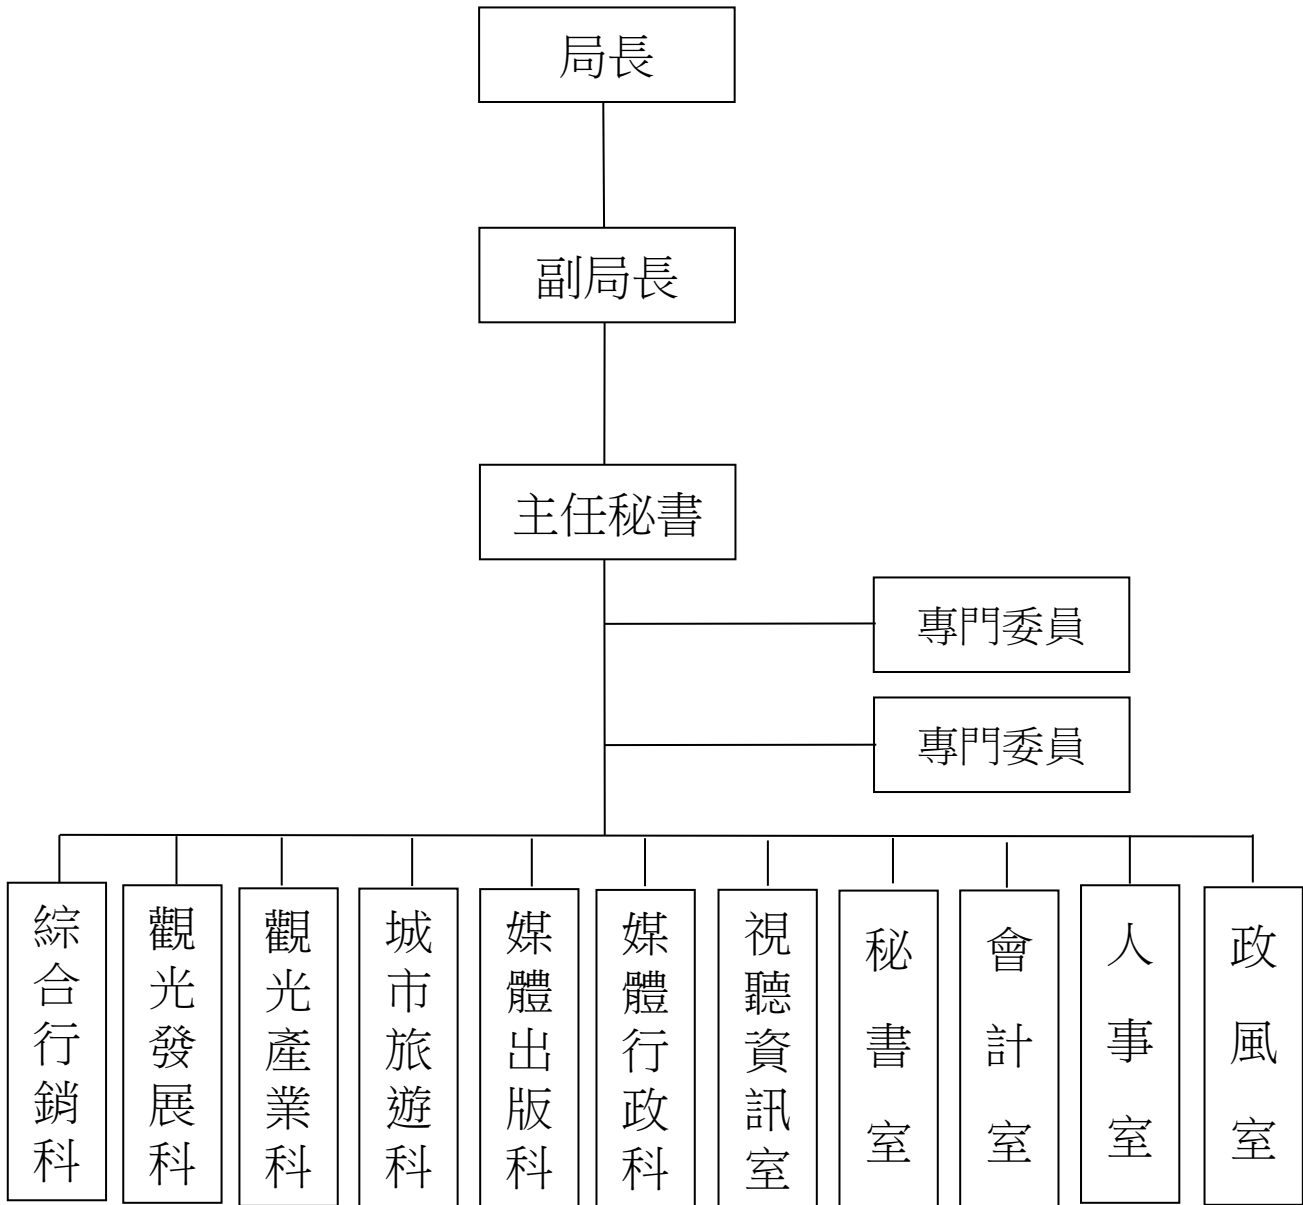 局長
副局長
主任秘書
專門委員
專門委員
綜合行銷科
觀光發展科
觀光產業科
城市旅遊科
媒體出版科
媒體行政科
視聽資訊室
秘書室
會計室
人事室
政風室